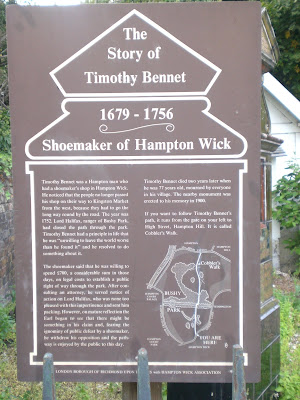 The
Story of
Timothy Bennet
1679 - 1756
Shoemaker of Hampton Wick
Timothy Bennet was a Hampton man who
had a shoemaker's shop in Hampton Wick.
He noticed that the people no longer passed
his shop on their way to Kingston Market
from the west, because they had to go the
long way round by the road. The year was
1752. Lord Halifax, ranger of Bushy Park,
had closed the path through the park.
Timothy Bennet had a principle in life that
he was "unwilling to leave the world worse
than he found it" and he resolved to do
something about it.
The shoemaker said that he was willing to
spend £700, a considerable sum in those
days, on legal costs to establish a public
right of way through the park. After con-
sulting an attorney, he served notice of
action on Lord Halifax, who was none too
pleased with his impertinence and sent him
packing. However, on mature reflection the
Earl began to see that there might be
something in his claim and, fearing the
ignominy of public defeat by a shoemaker,
he withdrew his opposition and the path-
way is enjoyed by the public to this day.
Timothy Bennet died two years later when
he was 77 years old, mourned by everyone
in his village. The nearby monument was
erected to his memory in 1900.
If you want to follow Timothy Bennet's
path, it runs from the gate on your left to
High Street, Hampton Hill. It is called
Cobbler's Walk.
Cobbler's
Walk
BUSHY
PARK
YOU ARE
HERE!
LONDON BOROUGH OF RICHMOND UPON WITH HAMPTON WICK ASSOCIATION